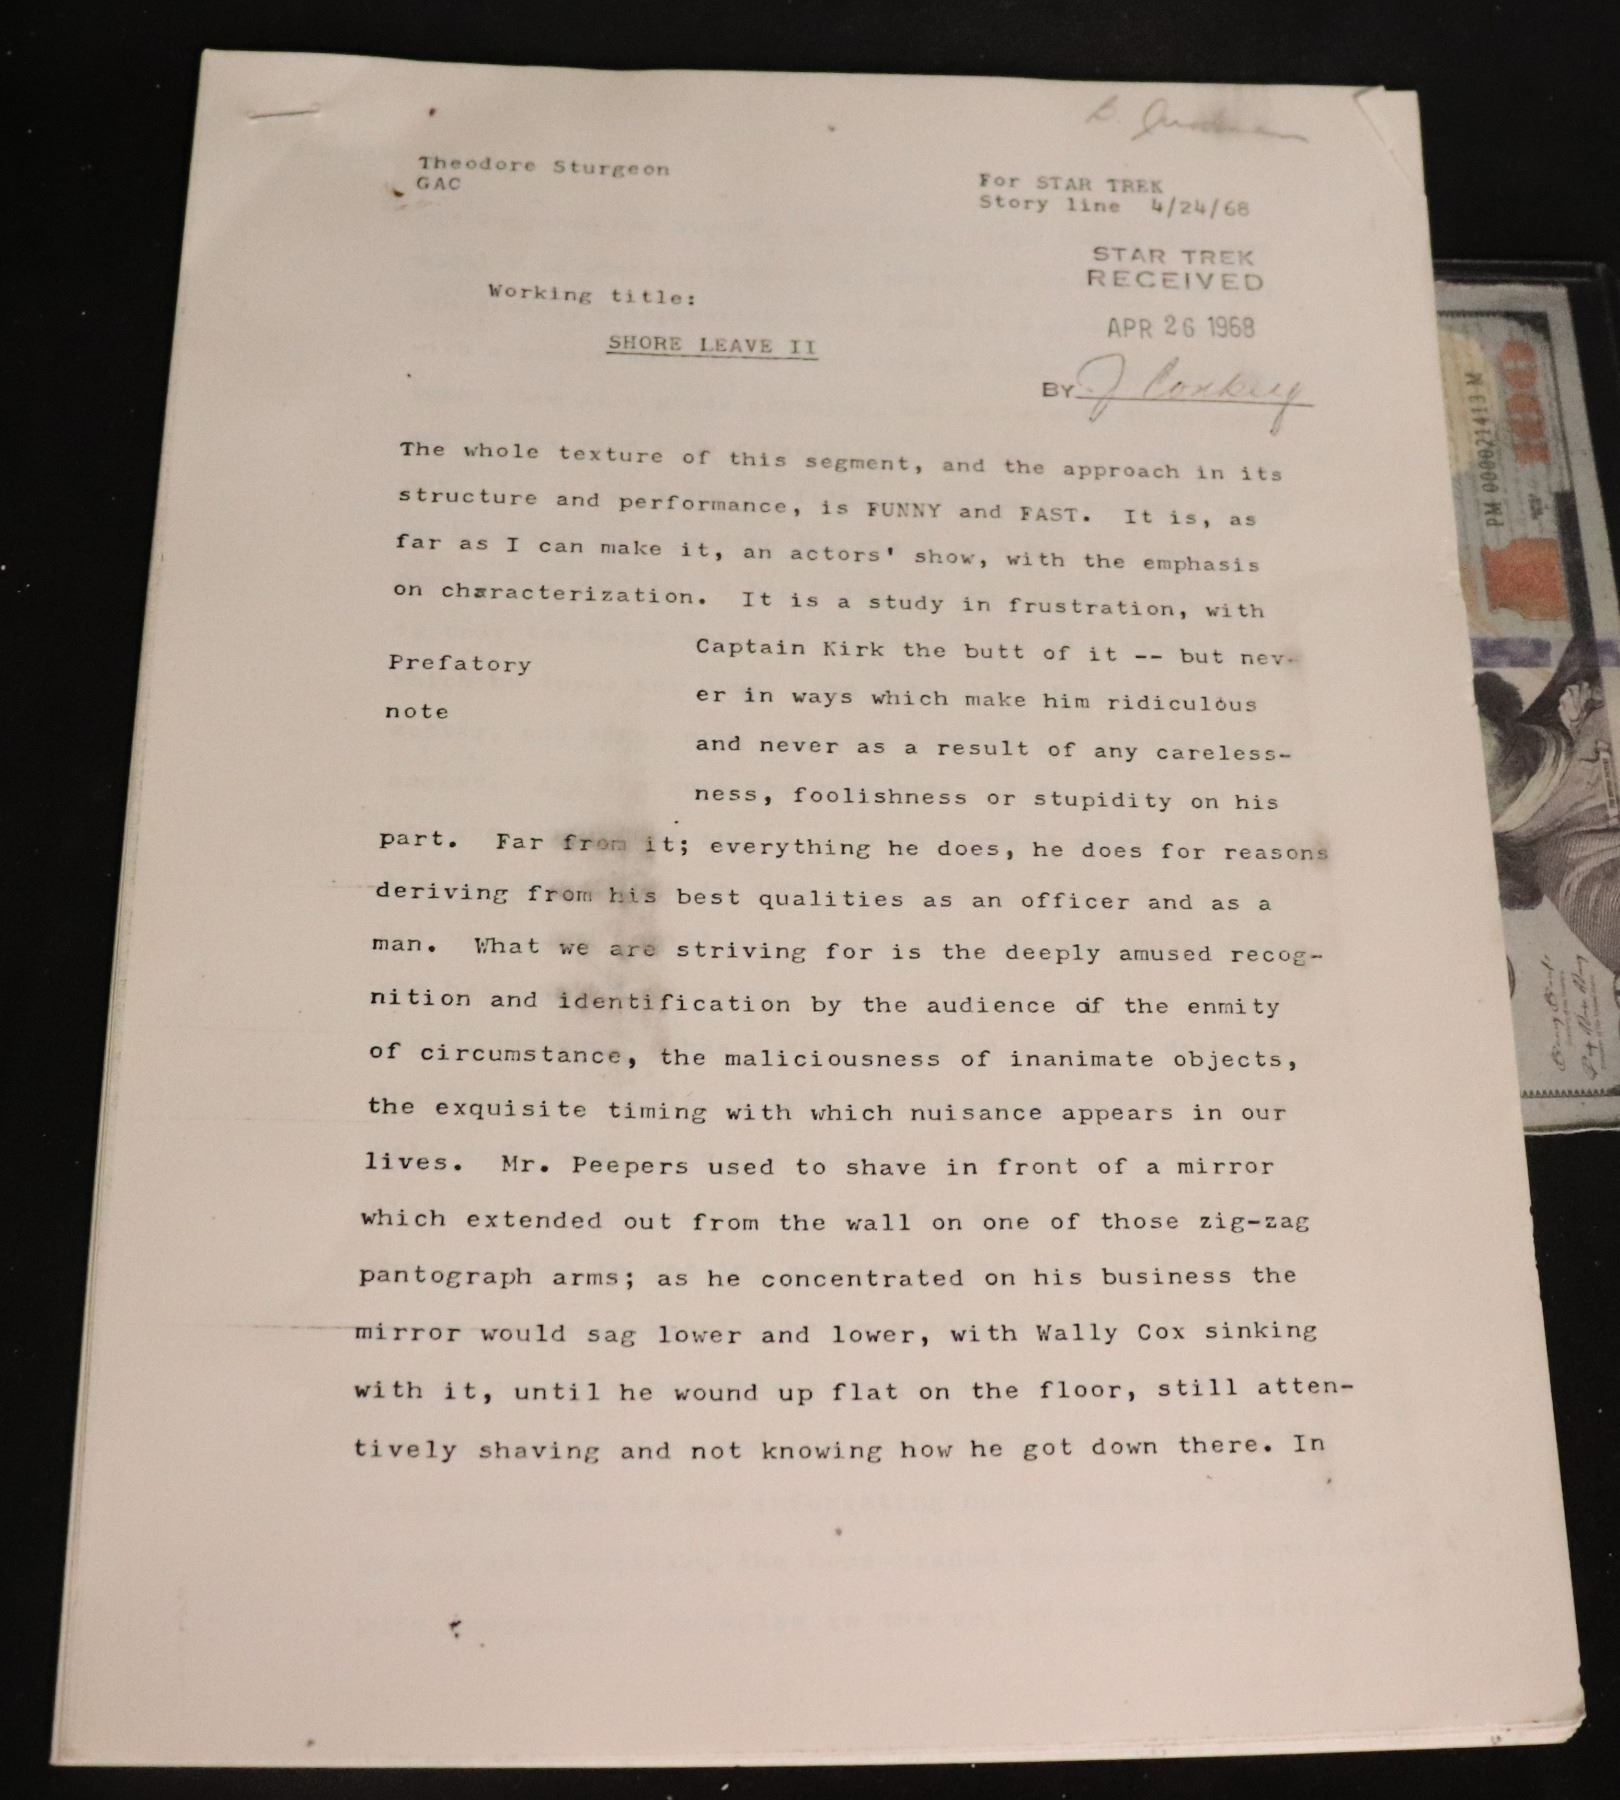 Theodore Sturgeon
GAC
For STAR TREK
Story line 4/24/68
STAR TREK
RECEIVED
APR 26 1968
BY
Working title:
SHORE LEAVE II
The whole texture of this segment, and the approach in its
structure and performance, is FUNNY and FAST. It is, as
far as I can make it, an actors' show, with the emphasis
on characterization. It is a study in frustration, with
Prefatory
note
Captain Kirk the butt of it -- but nev-
er in ways which make him ridiculous
and never as a result of any careless-
ness, foolishness or stupidity on his
part. Far from it; everything he does, he does for reasons
deriving from his best qualities as an officer and as a
man. What we are striving for is the deeply amused recog-
nition and identification by the audience of the enmity
of circumstance, the maliciousness of inanimate objects,
the exquisite timing with which nuisance appears in our
lives. Mr. Peepers used to shave in front of a mirror
which extended out from the wall on one of those zig-zag
pantograph arms; as he concentrated on his business the
mirror would sag lower and lower, with Wally Cox sinking
with it, until he wound up flat on the floor, still atten-
tively shaving and not knowing how he got down there. In
PM 000021413 M
100